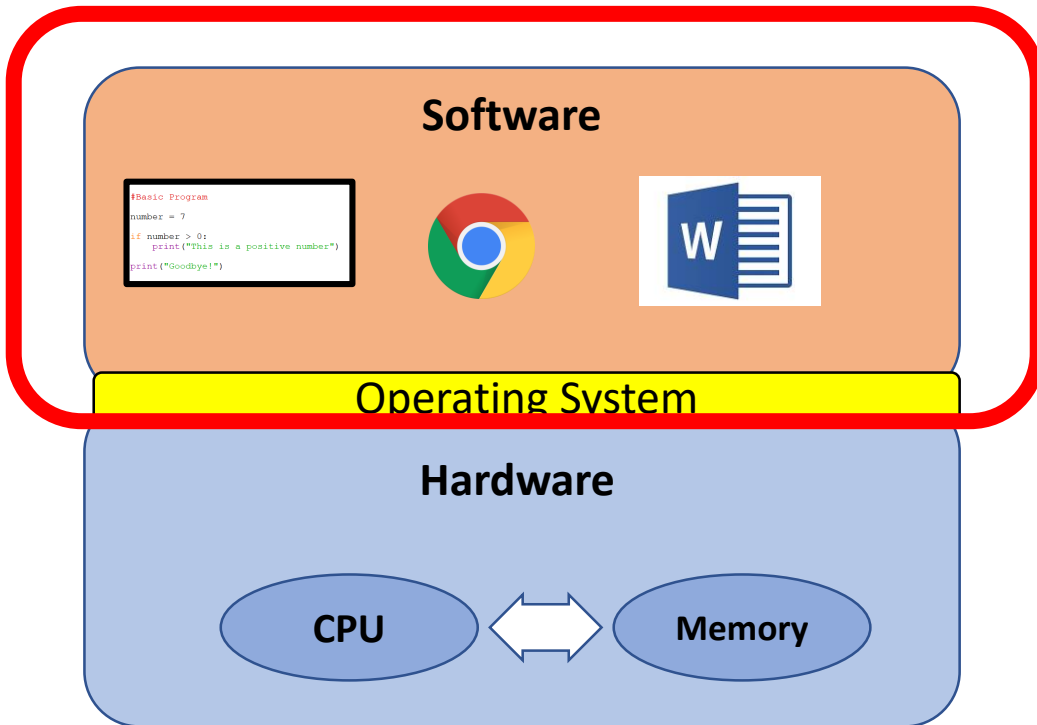 Software
#Basic Program
number = 7
if number > 0:
    print("This is a positive number")
print("Goodbye!")
W
Operating System
Hardware
CPU
Memory